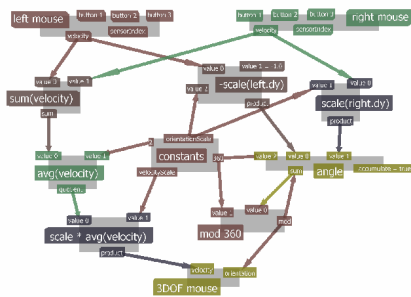 left mouse
button 1 button 2 button 3
sensorIndex
velocity
button 1 button 2 button 3
right mouse
sensorIndex
velocity
value 0 value 1
sum(velocity)
sum
value 0
value 2
-scale(left.dy)
product
value 0
scale(right.dy)
product
value 0 value 1
avg(velocity)
quotient
2
orientationScale
constants
velocityScale
360
value 0 value 1
angle
accumulate = true
sum
value 0 value 1
scale * avg(velocity)
product
value 1 value 0
mod 360
mod
velocity orientation
3DOF mouse